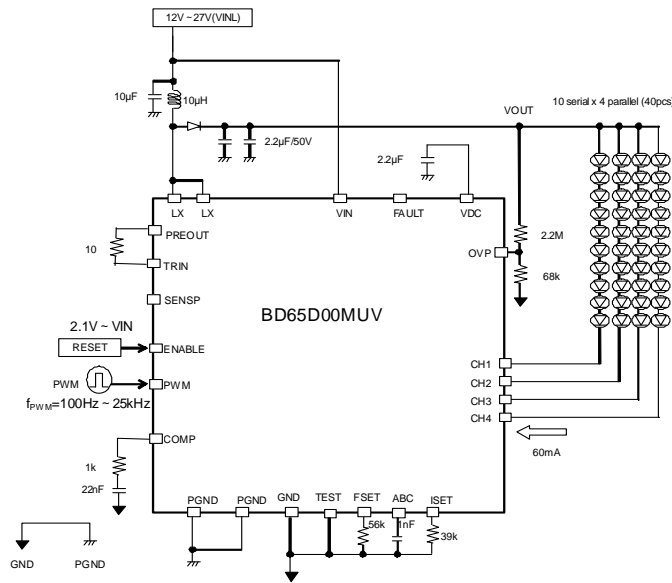 12V ~ 27V(VINL)
10µF
10µH
10 serial x 4 parallel (40pcs)
VOUT
2.2µF/50V
2.2µF
LX
LX
VIN
FAULT
VDC
PREOUT
10
TRIN
OVP
2.2M
68k
SENSP
BD65D00MUV
2.1V ~ VIN
RESET
ENABLE
PWM
PWM
fPWM=100Hz ~ 25kHz
CH1
CH2
CH3
CH4
60mA
COMP
1k
22nF
PGND
PGND
GND
TEST
FSET
ABC
ISET
56k
1nF
39k
GND
PGND